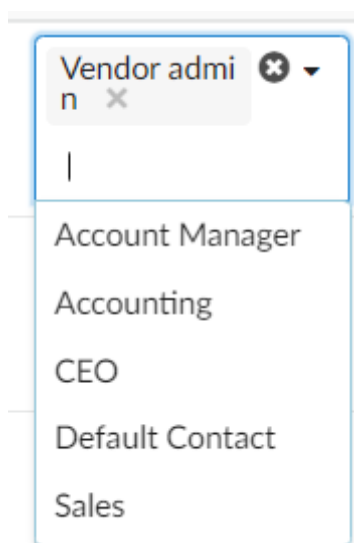 Vendor admi
n ×
Account Manager
Accounting
CEO
Default Contact
Sales